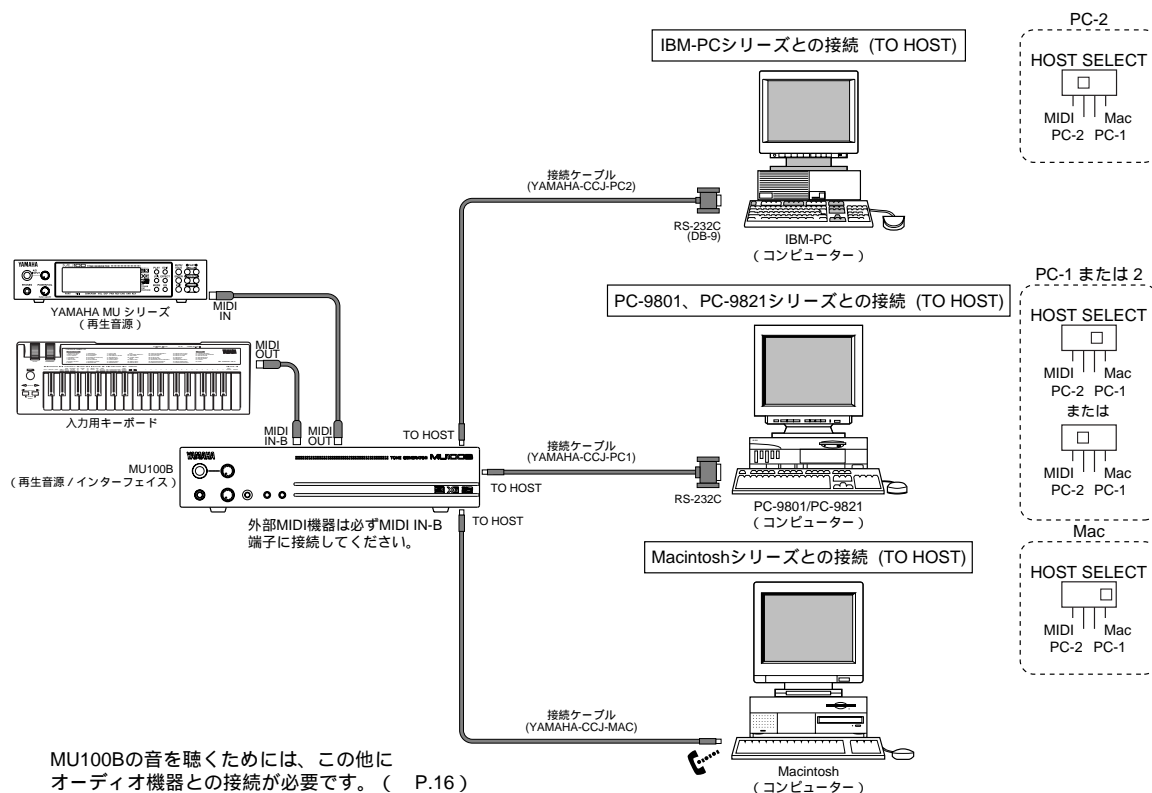 IBM-PCシリーズとの接続 (TO HOST)
接続ケーブル
(YAMAHA-CCJ-PC2)
RS-232C
(DB-9)
IBM-PC
(コンピューター)
PC-2
HOST SELECT
MIDI Mac
PC-2 PC-1
YAMAHA
YAMAHA MU シリーズ
(再生音源)
MIDI
IN
MIDI
OUT
YAMAHA
入力用キーボード
MIDI
IN-B
MIDI
OUT
TO HOST
MU100B
(再生音源 / インターフェイス)
YAMAHA
TONE GENERATOR MU100B
TO HOST
TO HOST
外部MIDI機器は必ずMIDI IN-B
端子に接続してください。
PC-9801、PC-9821シリーズとの接続 (TO HOST)
接続ケーブル
(YAMAHA-CCJ-PC1)
RS-232C
PC-9801/PC-9821
(コンピューター)
PC-1 または 2
HOST SELECT
MIDI Mac
PC-2 PC-1
または
MIDI Mac
PC-2 PC-1
Macintoshシリーズとの接続 (TO HOST)
接続ケーブル
(YAMAHA-CCJ-MAC)
Macintosh
(コンピューター)
Mac
HOST SELECT
MIDI Mac
PC-2 PC-1
MU100Bの音を聴くためには、この他に
オーディオ機器との接続が必要です。( P.16)